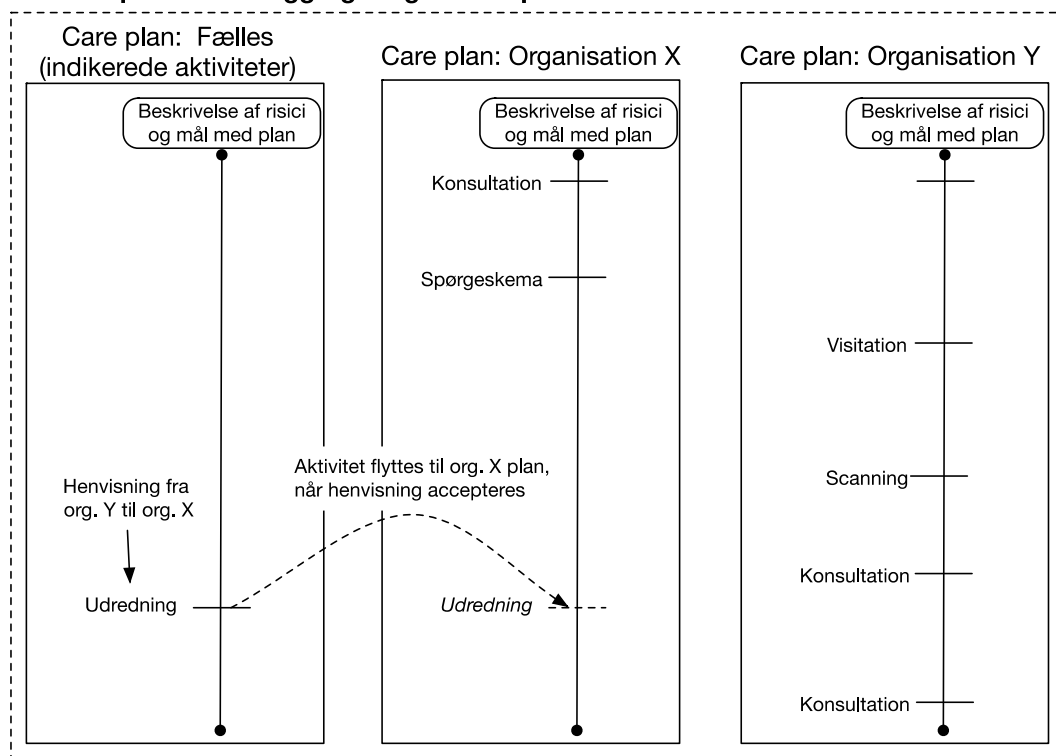 Care plan: Fælles
(indikerede aktiviteter)
Beskrivelse af risici
og mål med plan
Henvisning fra
org. Y til org. X
Udredning
Aktivitet flyttes til org. X plan,
når henvisning accepteres
Care plan: Organisation X
Beskrivelse af risici
og mål med plan
Konsultation
Spørgeskema
Udredning
Care plan: Organisation Y
Beskrivelse af risici
og mål med plan
Visitation
Scanning
Konsultation
Konsultation